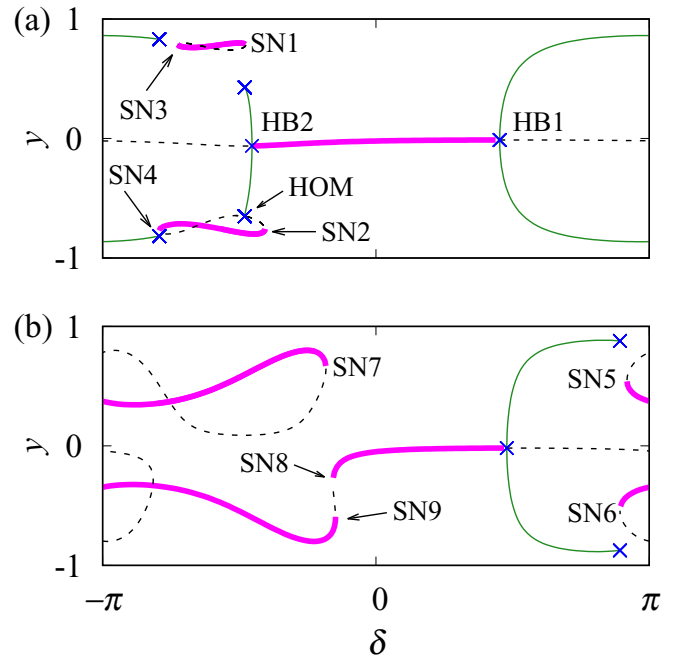 (a)
1
SN1
SN3
HB2
HB1
y
0
SN4
HOM
SN2
-1
(b)
1
SN7
SN5
y
0
SN8
SN9
SN6
-1
−π
0
π
δ